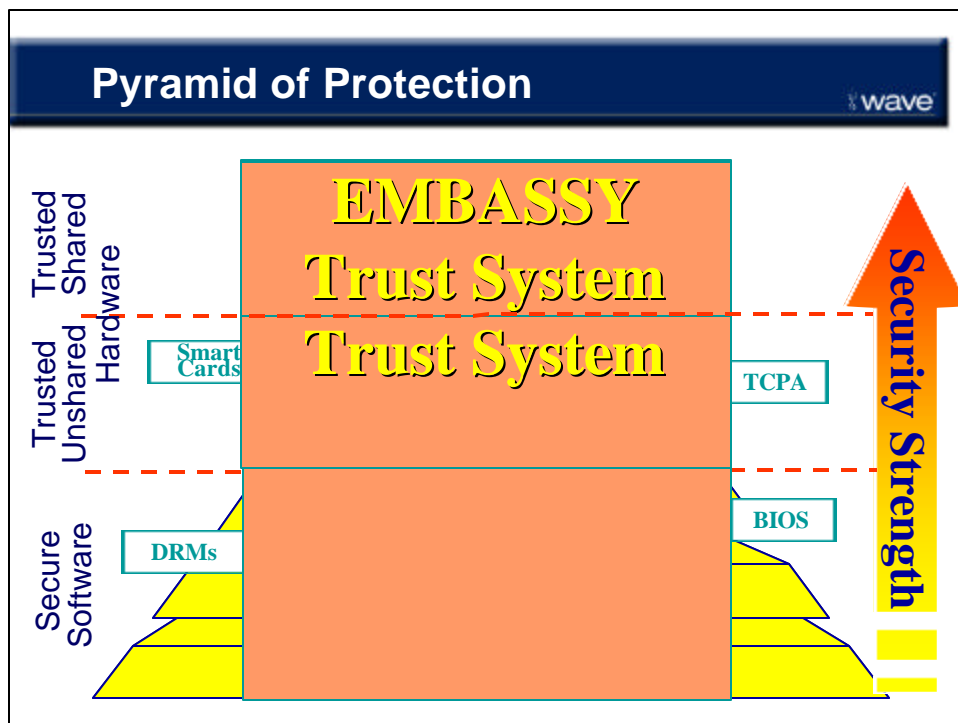 Pyramid of Protection
wave
EMBASSY
Trust System
Trust System
Trusted
Shared
Trusted
Unshared
Hardware
Smart
Cards
TCPA
Secure
Software
DRMs
BIOS
Security Strength